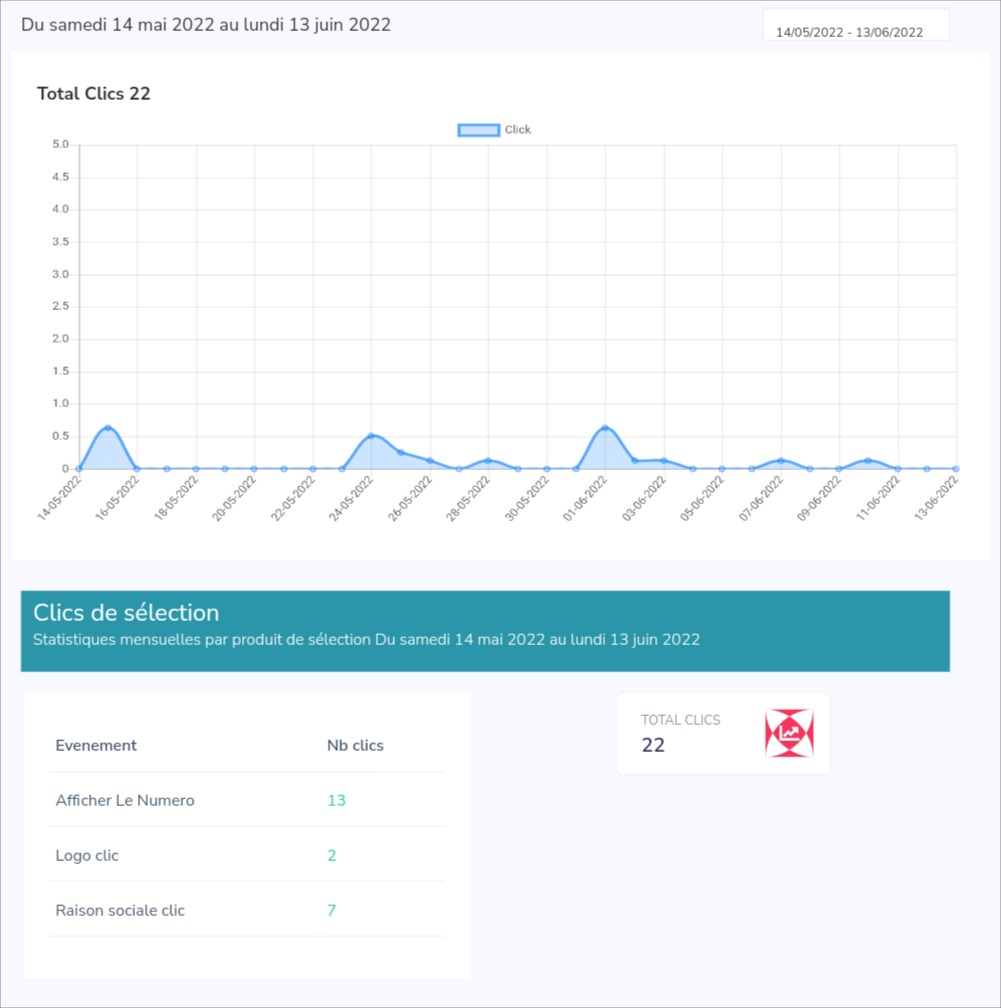 Du samedi 14 mai 2022 au lundi 13 juin 2022
14/05/2022 - 13/06/2022
Total Clics 22
Click
5.0
4.5
4.0
3.5
3.0
2.5
2.0
1.5
1.0
0.5
0
14-05-2022
16-05-2022
18-05-2022
20-05-2022
22-05-2022
24-05-2022
26-05-2022
28-05-2022
30-05-2022
01-06-2022
03-06-2022
05-06-2022
07-06-2022
09-06-2022
11-06-2022
13-06-2022
Clics de sélection
Statistiques mensuelles par produit de sélection Du samedi 14 mai 2022 au lundi 13 juin 2022
Evenement Nb clics
Afficher Le Numero 13
Logo clic 2
Raison sociale clic 7
TOTAL CLICS
22